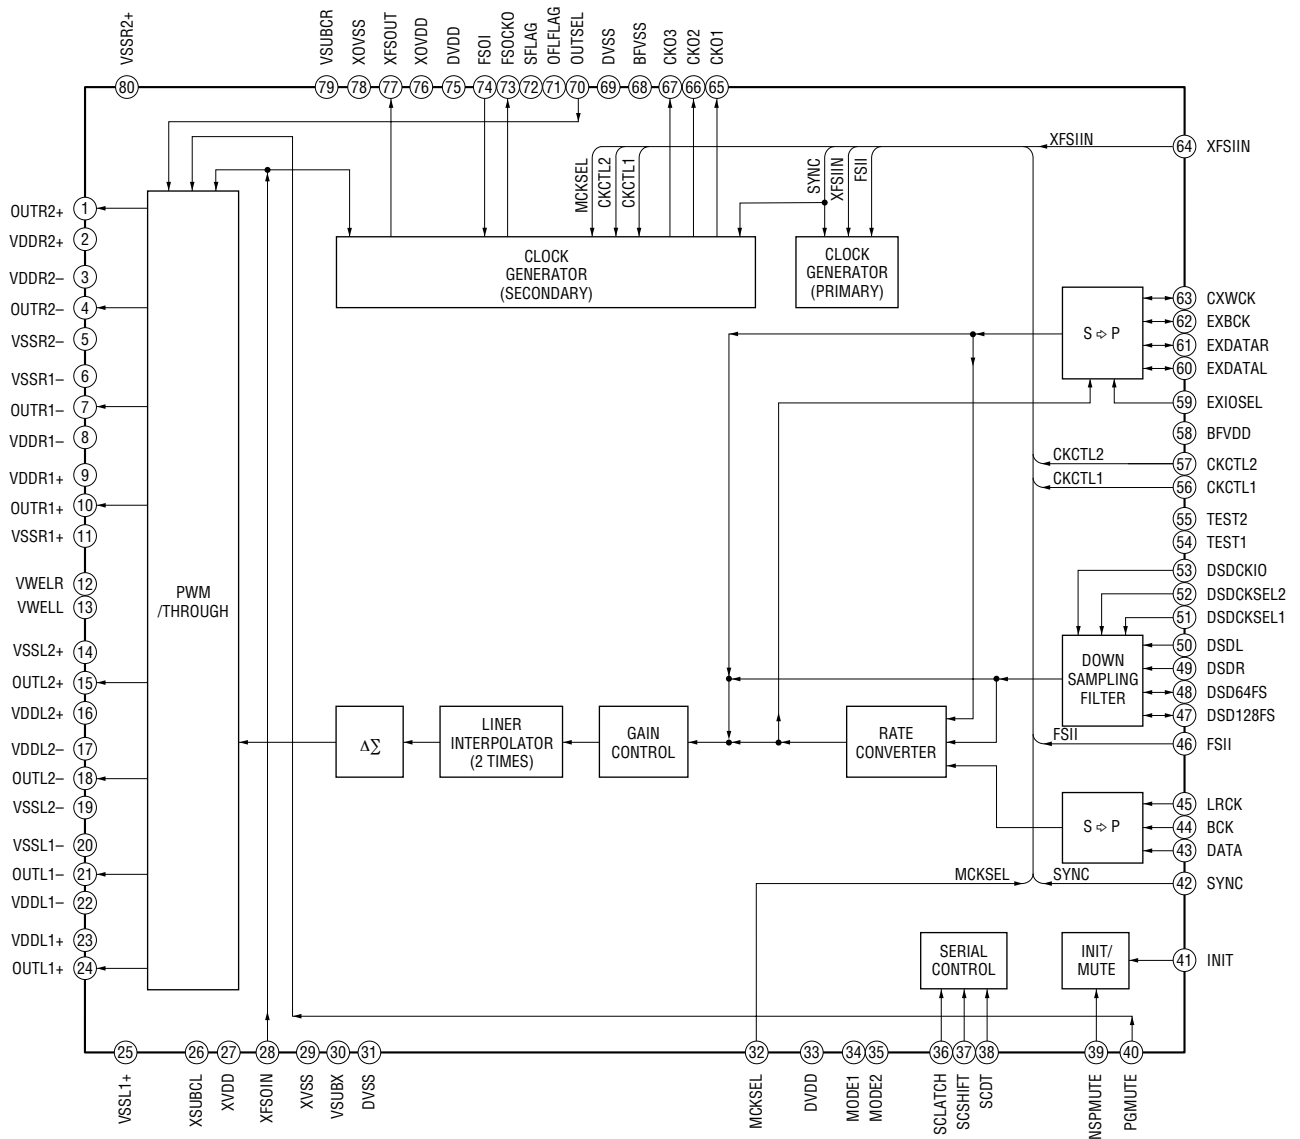 VSSR2+
VSUBCR
XOVSS
XFSOUT
XOVDD
DVDD
FSOI
FSOCKO
SFLAG
OFLFLAG
OUTSEL
DVSS
BFVSS
CKO3
CKO2
CKO1
80
79
78
77
76
75
74
73
72
71
70
69
68
67
66
65
XFSIIN
64 XFSIIN
MCKSEL
CKCTL2
CKCTL1
SYNC
XFSIIN
FSII
OUTR2+ 1
VDDR2+ 2
VDDR2– 3
OUTR2– 4
VSSR2– 5
VSSR1– 6
OUTR1– 7
VDDR1– 8
VDDR1+ 9
OUTR1+ 10
VSSR1+ 11
VWELR 12
VWELL 13
VSSL2+ 14
OUTL2+ 15
VDDL2+ 16
VDDL2– 17
OUTL2– 18
VSSL2– 19
VSSL1– 20
OUTL1– 21
VDDL1– 22
VDDL1+ 23
OUTL1+ 24
PWM
/THROUGH
CLOCK
GENERATOR
(SECONDARY)
CLOCK
GENERATOR
(PRIMARY)
S ⇨ P
63 CXWCK
62 EXBCK
61 EXDATAR
60 EXDATAL
59 EXIOSEL
58 BFVDD
CKCTL2
57 CKCTL2
CKCTL1
56 CKCTL1
55 TEST2
54 TEST1
53 DSDCKIO
52 DSDCKSEL2
51 DSDCKSEL1
50 DSDL
49 DSDR
48 DSD64FS
47 DSD128FS
DOWN
SAMPLING
FILTER
FSII
46 FSII
ΔΣ
LINER
INTERPOLATOR
(2 TIMES)
GAIN
CONTROL
RATE
CONVERTER
S ⇨ P
45 LRCK
44 BCK
43 DATA
MCKSEL
SYNC
42 SYNC
SERIAL
CONTROL
INIT/
MUTE
41 INIT
25
26
27
28
29
30
31
32
33
34
35
36
37
38
39
40
VSSL1+
XSUBCL
XVDD
XFSOIN
XVSS
VSUBX
DVSS
MCKSEL
DVDD
MODE1
MODE2
SCLATCH
SCSHIFT
SCDT
NSPMUTE
PGMUTE